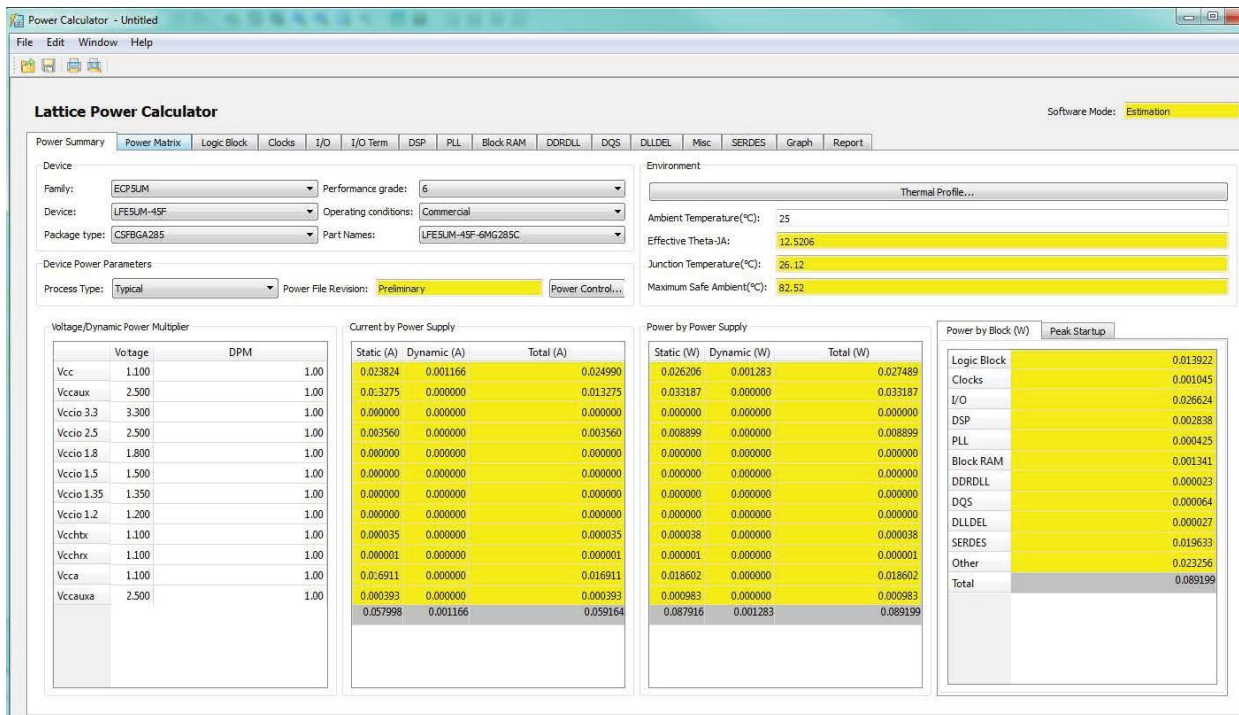 Power Calculator - Untitled
File Edit Window Help
Lattice Power Calculator
Software Mode: Estimation
Power Summary Power Matrix Logic Block Clocks I/O I/O Term DSP PLL Block RAM DDRDLL DQS DLLDEL Misc SERDES Graph Report
Device
Family: ECP5UM Performance grade: 6
Device: LFE5UM-45F Operating conditions: Commercial
Package type: CSFBGA285 Part Names: LFE5UM-45F-6MG285C
Device Power Parameters
Process Type: Typical Power File Revision: Preliminary Power Control...
Environment
Thermal Profile...
Ambient Temperature(°C): 25
Effective Theta-JA: 12.5206
Junction Temperature(°C): 26.12
Maximum Safe Ambient(°C): 82.52
Voltage/Dynamic Power Multiplier
Voltage DPM
Vcc 1.100 1.00
Vccaux 2.500 1.00
Vccio 3.3 3.300 1.00
Vccio 2.5 2.500 1.00
Vccio 1.8 1.800 1.00
Vccio 1.5 1.500 1.00
Vccio 1.35 1.350 1.00
Vccio 1.2 1.200 1.00
Vcchtx 1.100 1.00
Vcchrx 1.100 1.00
Vcca 1.100 1.00
Vccauxa 2.500 1.00
Current by Power Supply
Static (A) Dynamic (A) Total (A)
0.023824 0.001166 0.024990
0.013275 0.000000 0.013275
0.000000 0.000000 0.000000
0.003560 0.000000 0.003560
0.000000 0.000000 0.000000
0.000000 0.000000 0.000000
0.000000 0.000000 0.000000
0.000000 0.000000 0.000000
0.000035 0.000000 0.000035
0.000001 0.000000 0.000001
0.016911 0.000000 0.016911
0.000393 0.000000 0.000393
0.057998 0.001166 0.059164
Power by Power Supply
Static (W) Dynamic (W) Total (W)
0.026206 0.001283 0.027489
0.033187 0.000000 0.033187
0.000000 0.000000 0.000000
0.008899 0.000000 0.008899
0.000000 0.000000 0.000000
0.000000 0.000000 0.000000
0.000000 0.000000 0.000000
0.000000 0.000000 0.000000
0.000038 0.000000 0.000038
0.000001 0.000000 0.000001
0.018602 0.000000 0.018602
0.000983 0.000000 0.000983
0.087916 0.001283 0.089199
Power by Block (W) Peak Startup
Logic Block 0.013922
Clocks 0.001045
I/O 0.026624
DSP 0.002838
PLL 0.000425
Block RAM 0.001341
DDRDLL 0.000023
DQS 0.000064
DLLDEL 0.000027
SERDES 0.019633
Other 0.023256
Total 0.089199